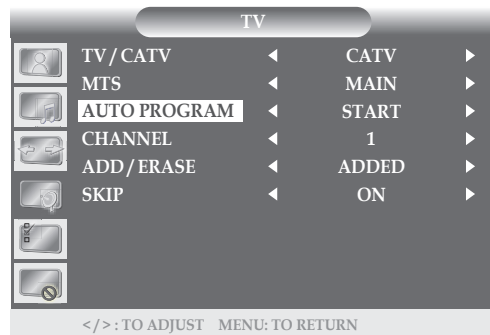 TV
TV / CATV CATV
MTS MAIN
AUTO PROGRAM START
CHANNEL 1
ADD / ERASE ADDED
SKIP ON
< / > : TO ADJUST MENU: TO RETURN